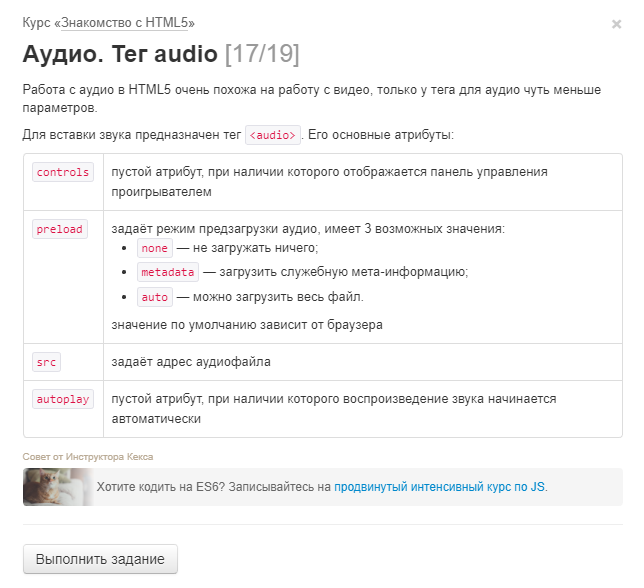 Курс «Знакомство с HTML5»
×
Аудио. Тег audio [17/19]
Работа с аудио в HTML5 очень похожа на работу с видео, только у тега для аудио чуть меньше
параметров.
Для вставки звука предназначен тег <audio>. Его основные атрибуты:
controls
пустой атрибут, при наличии которого отображается панель управления
проигрывателем
preload
задаёт режим предзагрузки аудио, имеет 3 возможных значения:
• none — не загружать ничего;
• metadata — загрузить служебную мета-информацию;
• auto — можно загрузить весь файл.
значение по умолчанию зависит от браузера
src
задаёт адрес аудиофайла
autoplay
пустой атрибут, при наличии которого воспроизведение звука начинается
автоматически
Совет от Инструктора Кекса
Хотите кодить на ES6? Записывайтесь на продвинутый интенсивный курс по JS.
Выполнить задание